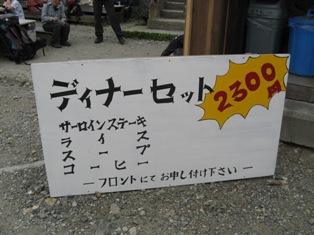 ディナーセット
2300円
サーロインステーキ
ライス
スープ
コーヒー
ーフロントにてお申し付け下さいー